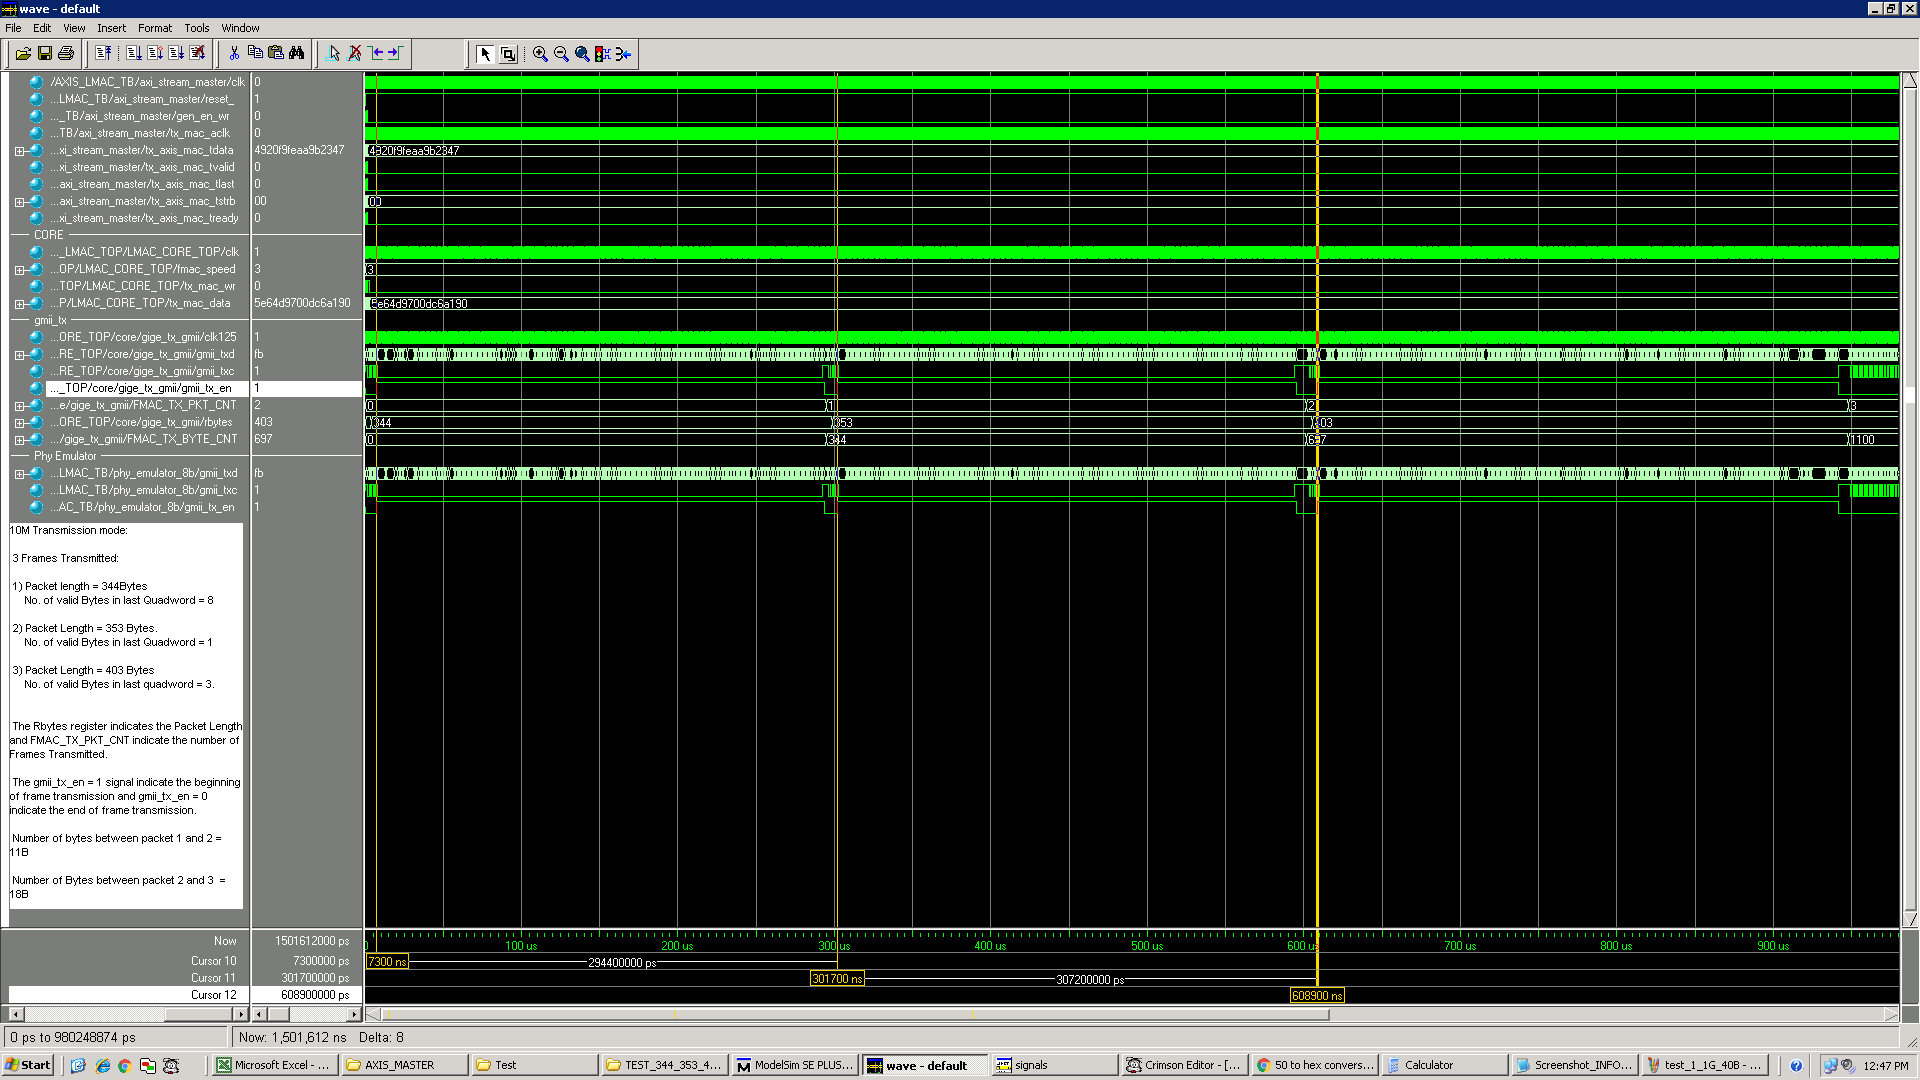 wave - default
File Edit View Insert Format Tools Window
/AXIS_LMAC_TB/axi_stream_master/clk 0
...LMAC_TB/axi_stream_master/reset_ 1
..._TB/axi_stream_master/gen_en_wr 0
...TB/axi_stream_master/tx_mac_aclk 0
...xi_stream_master/tx_axis_mac_tdata 4920f9feaa9b2347 4920f9feaa9b2347
...xi_stream_master/tx_axis_mac_tvalid 0
...axi_stream_master/tx_axis_mac_tlast 0
...axi_stream_master/tx_axis_mac_tstrb 00 00
...xi_stream_master/tx_axis_mac_tready 0
CORE
..._LMAC_TOP/LMAC_CORE_TOP/clk 1
...OP/LMAC_CORE_TOP/fmac_speed 3 3
...TOP/LMAC_CORE_TOP/tx_mac_wr 0
...P/LMAC_CORE_TOP/tx_mac_data 5e64d9700dc6a190 5e64d9700dc6a190
gmii_tx
...ORE_TOP/core/gige_tx_gmii/clk125 1
...RE_TOP/core/gige_tx_gmii/gmii_txd fb
...RE_TOP/core/gige_tx_gmii/gmii_txc 1
..._TOP/core/gige_tx_gmii/gmii_tx_en 1
...e/gige_tx_gmii/FMAC_TX_PKT_CNT 2 0 1 2 3
...ORE_TOP/core/gige_tx_gmii/rbytes 403 344 353 403
.../gige_tx_gmii/FMAC_TX_BYTE_CNT 697 0 344 697 1100
Phy Emulator
...LMAC_TB/phy_emulator_8b/gmii_txd fb
...LMAC_TB/phy_emulator_8b/gmii_txc 1
...AC_TB/phy_emulator_8b/gmii_tx_en 1
10M Transmission mode:
3 Frames Transmitted:
1) Packet length = 344Bytes
No. of valid Bytes in last Quadword = 8
2) Packet Length = 353 Bytes.
No. of valid Bytes in last Quadword = 1
3) Packet Length = 403 Bytes
No. of valid Bytes in last quadword = 3.
The Rbytes register indicates the Packet Length
and FMAC_TX_PKT_CNT indicate the number of
Frames Transmitted.
The gmii_tx_en = 1 signal indicate the beginning
of frame transmission and gmii_tx_en = 0
indicate the end of frame transmission.
Number of bytes between packet 1 and 2 =
11B
Number of Bytes between packet 2 and 3 =
18B
Now 1501612000 ps 100 us 200 us 300 us 400 us 500 us 600 us 700 us 800 us 900 us
Cursor 10 7300000 ps 7300 ns 294400000 ps
Cursor 11 301700000 ps 301700 ns 307200000 ps
Cursor 12 608900000 ps 608900 ns
0 ps to 980248874 ps Now: 1,501,612 ns Delta: 8
Start Microsoft Excel - ... AXIS_MASTER Test TEST_344_353_4... ModelSim SE PLUS... wave - default signals Crimson Editor - [... 50 to hex convers... Calculator Screenshot_INFO... test_1_1G_40B - ... 12:47 PM